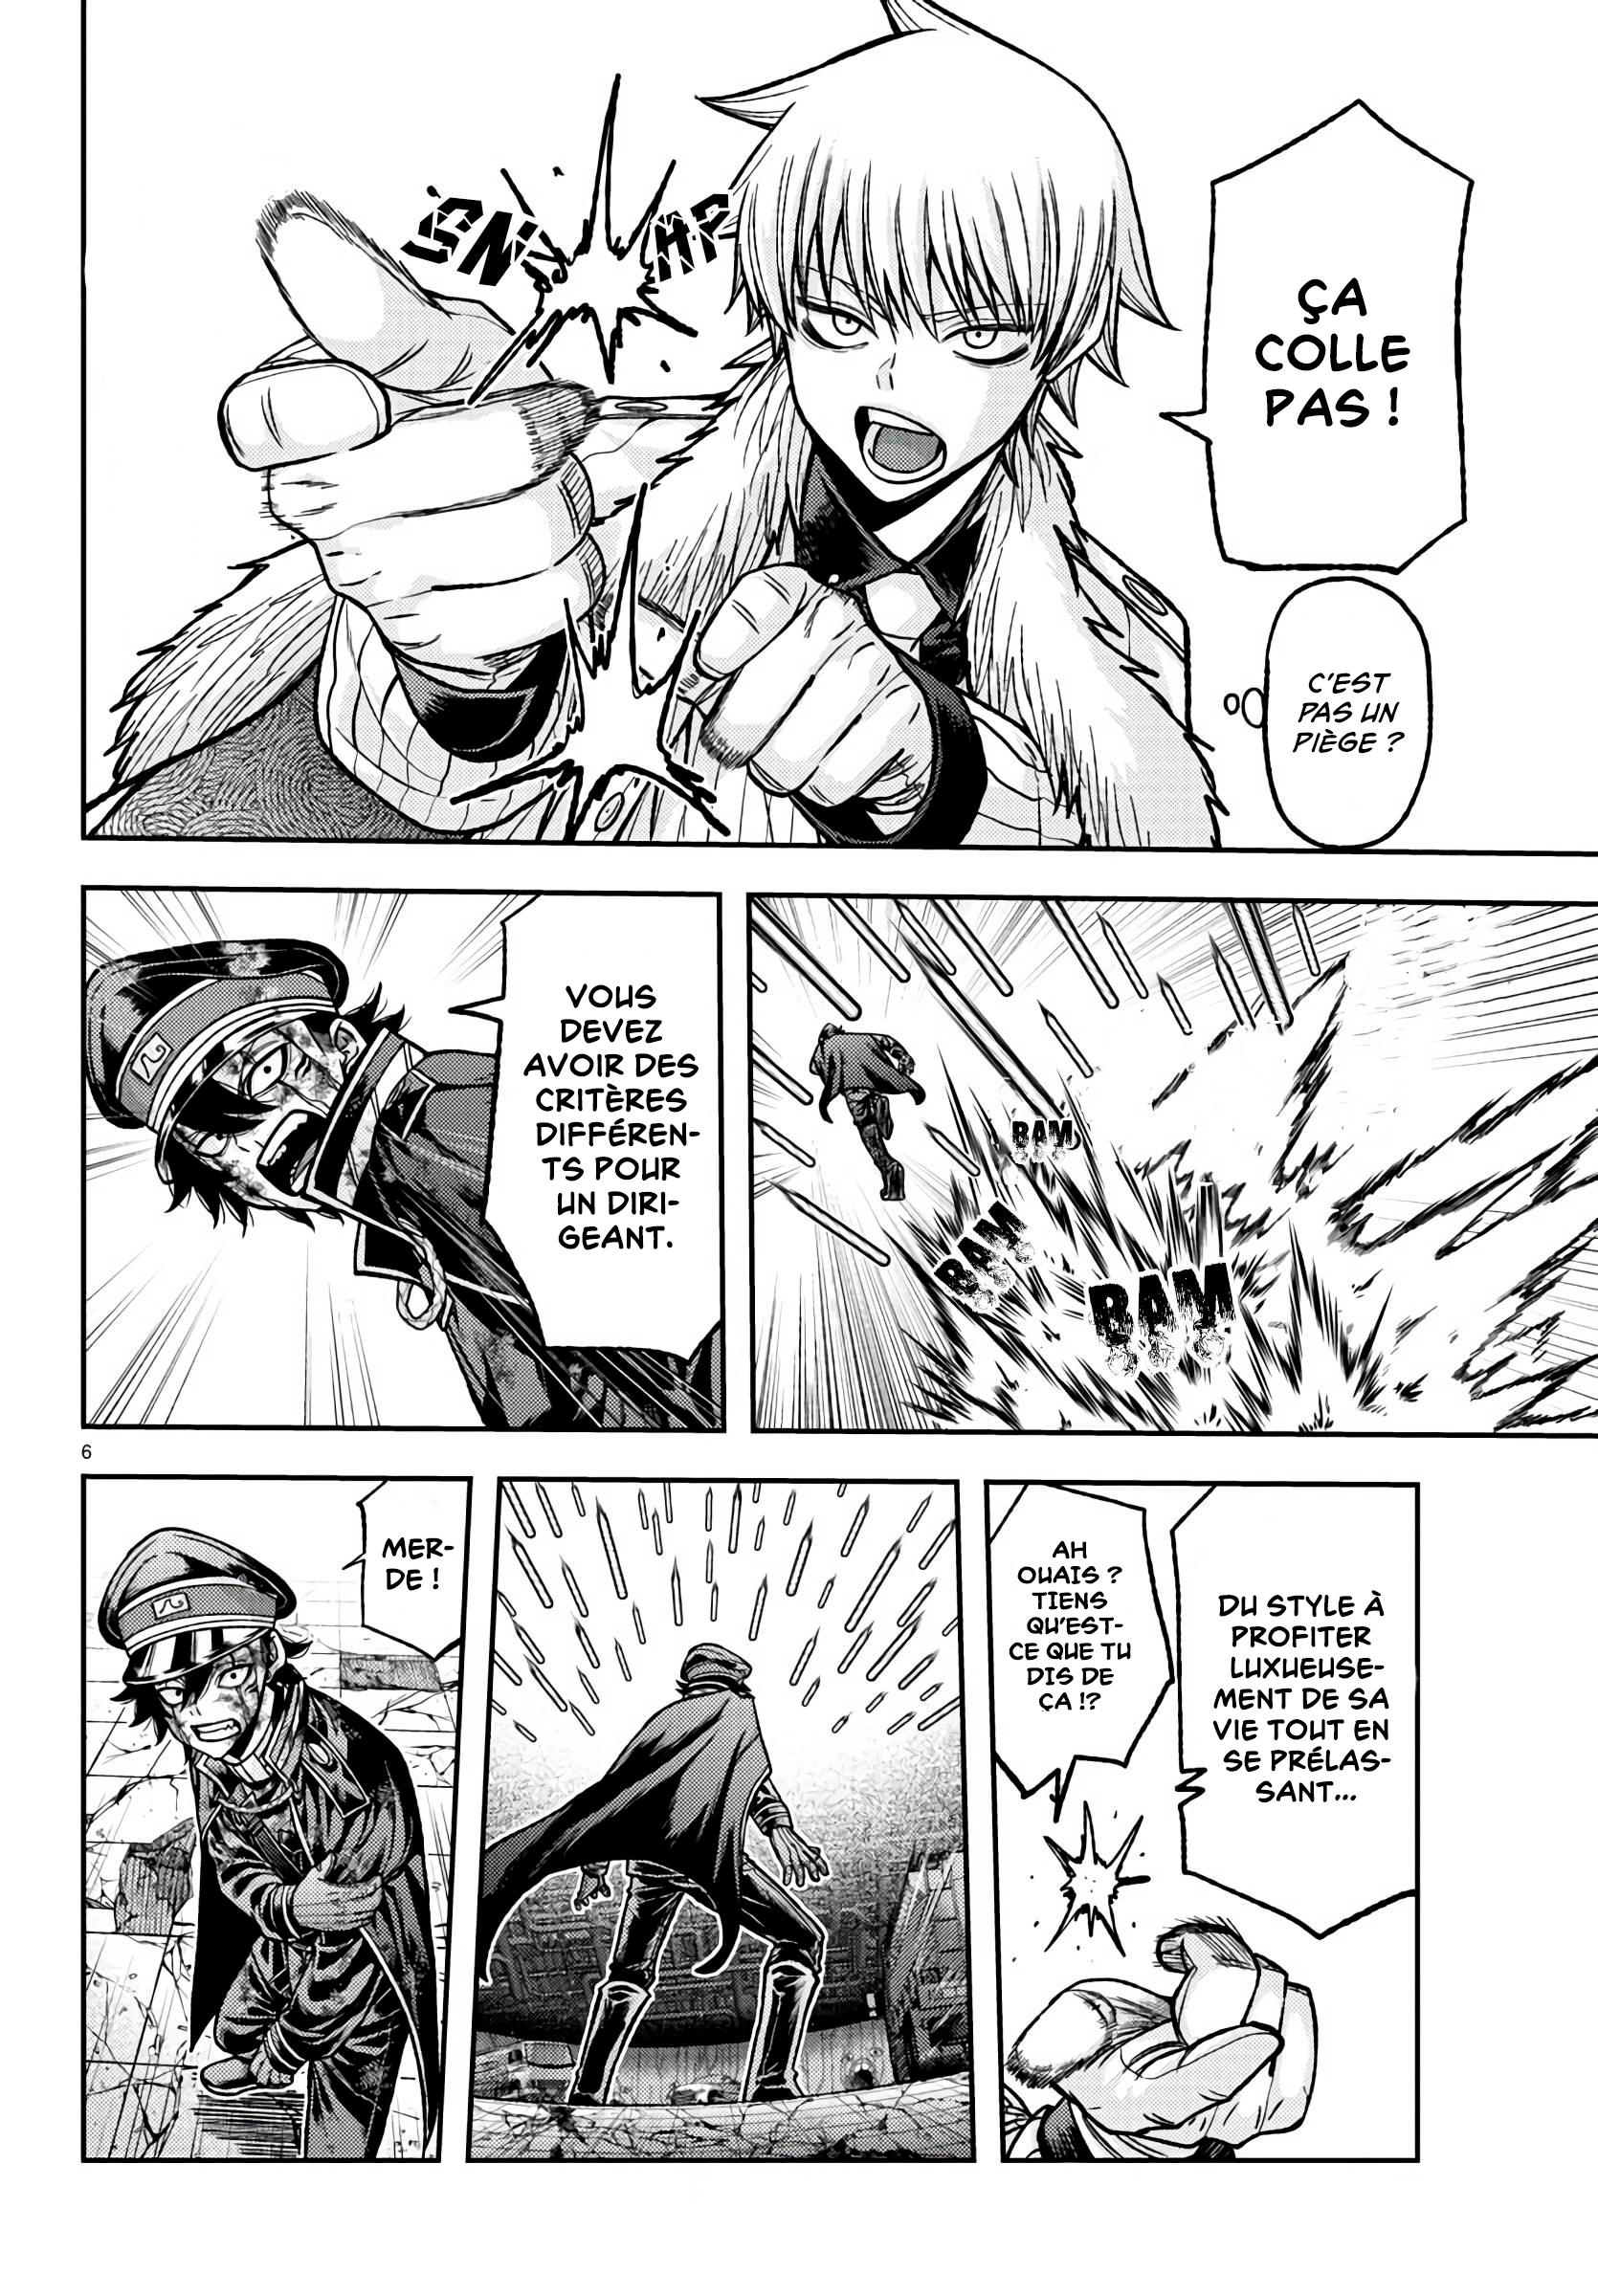 SNAP
ÇA
COLLE
PAS !
C'EST
PAS UN
PIÈGE ?
BAM
BAM
BAM
VOUS
DEVEZ
AVOIR DES
CRITÈRES
DIFFÉREN-
TS POUR
UN DIRI-
GEANT.
6
DU STYLE À
PROFITER
LUXUEUSE-
MENT DE SA
VIE TOUT EN
SE PRÉLAS-
SANT...
AH
OUAIS ?
TIENS
QU'EST-
CE QUE TU
DIS DE
ÇA !?
MER-
DE !